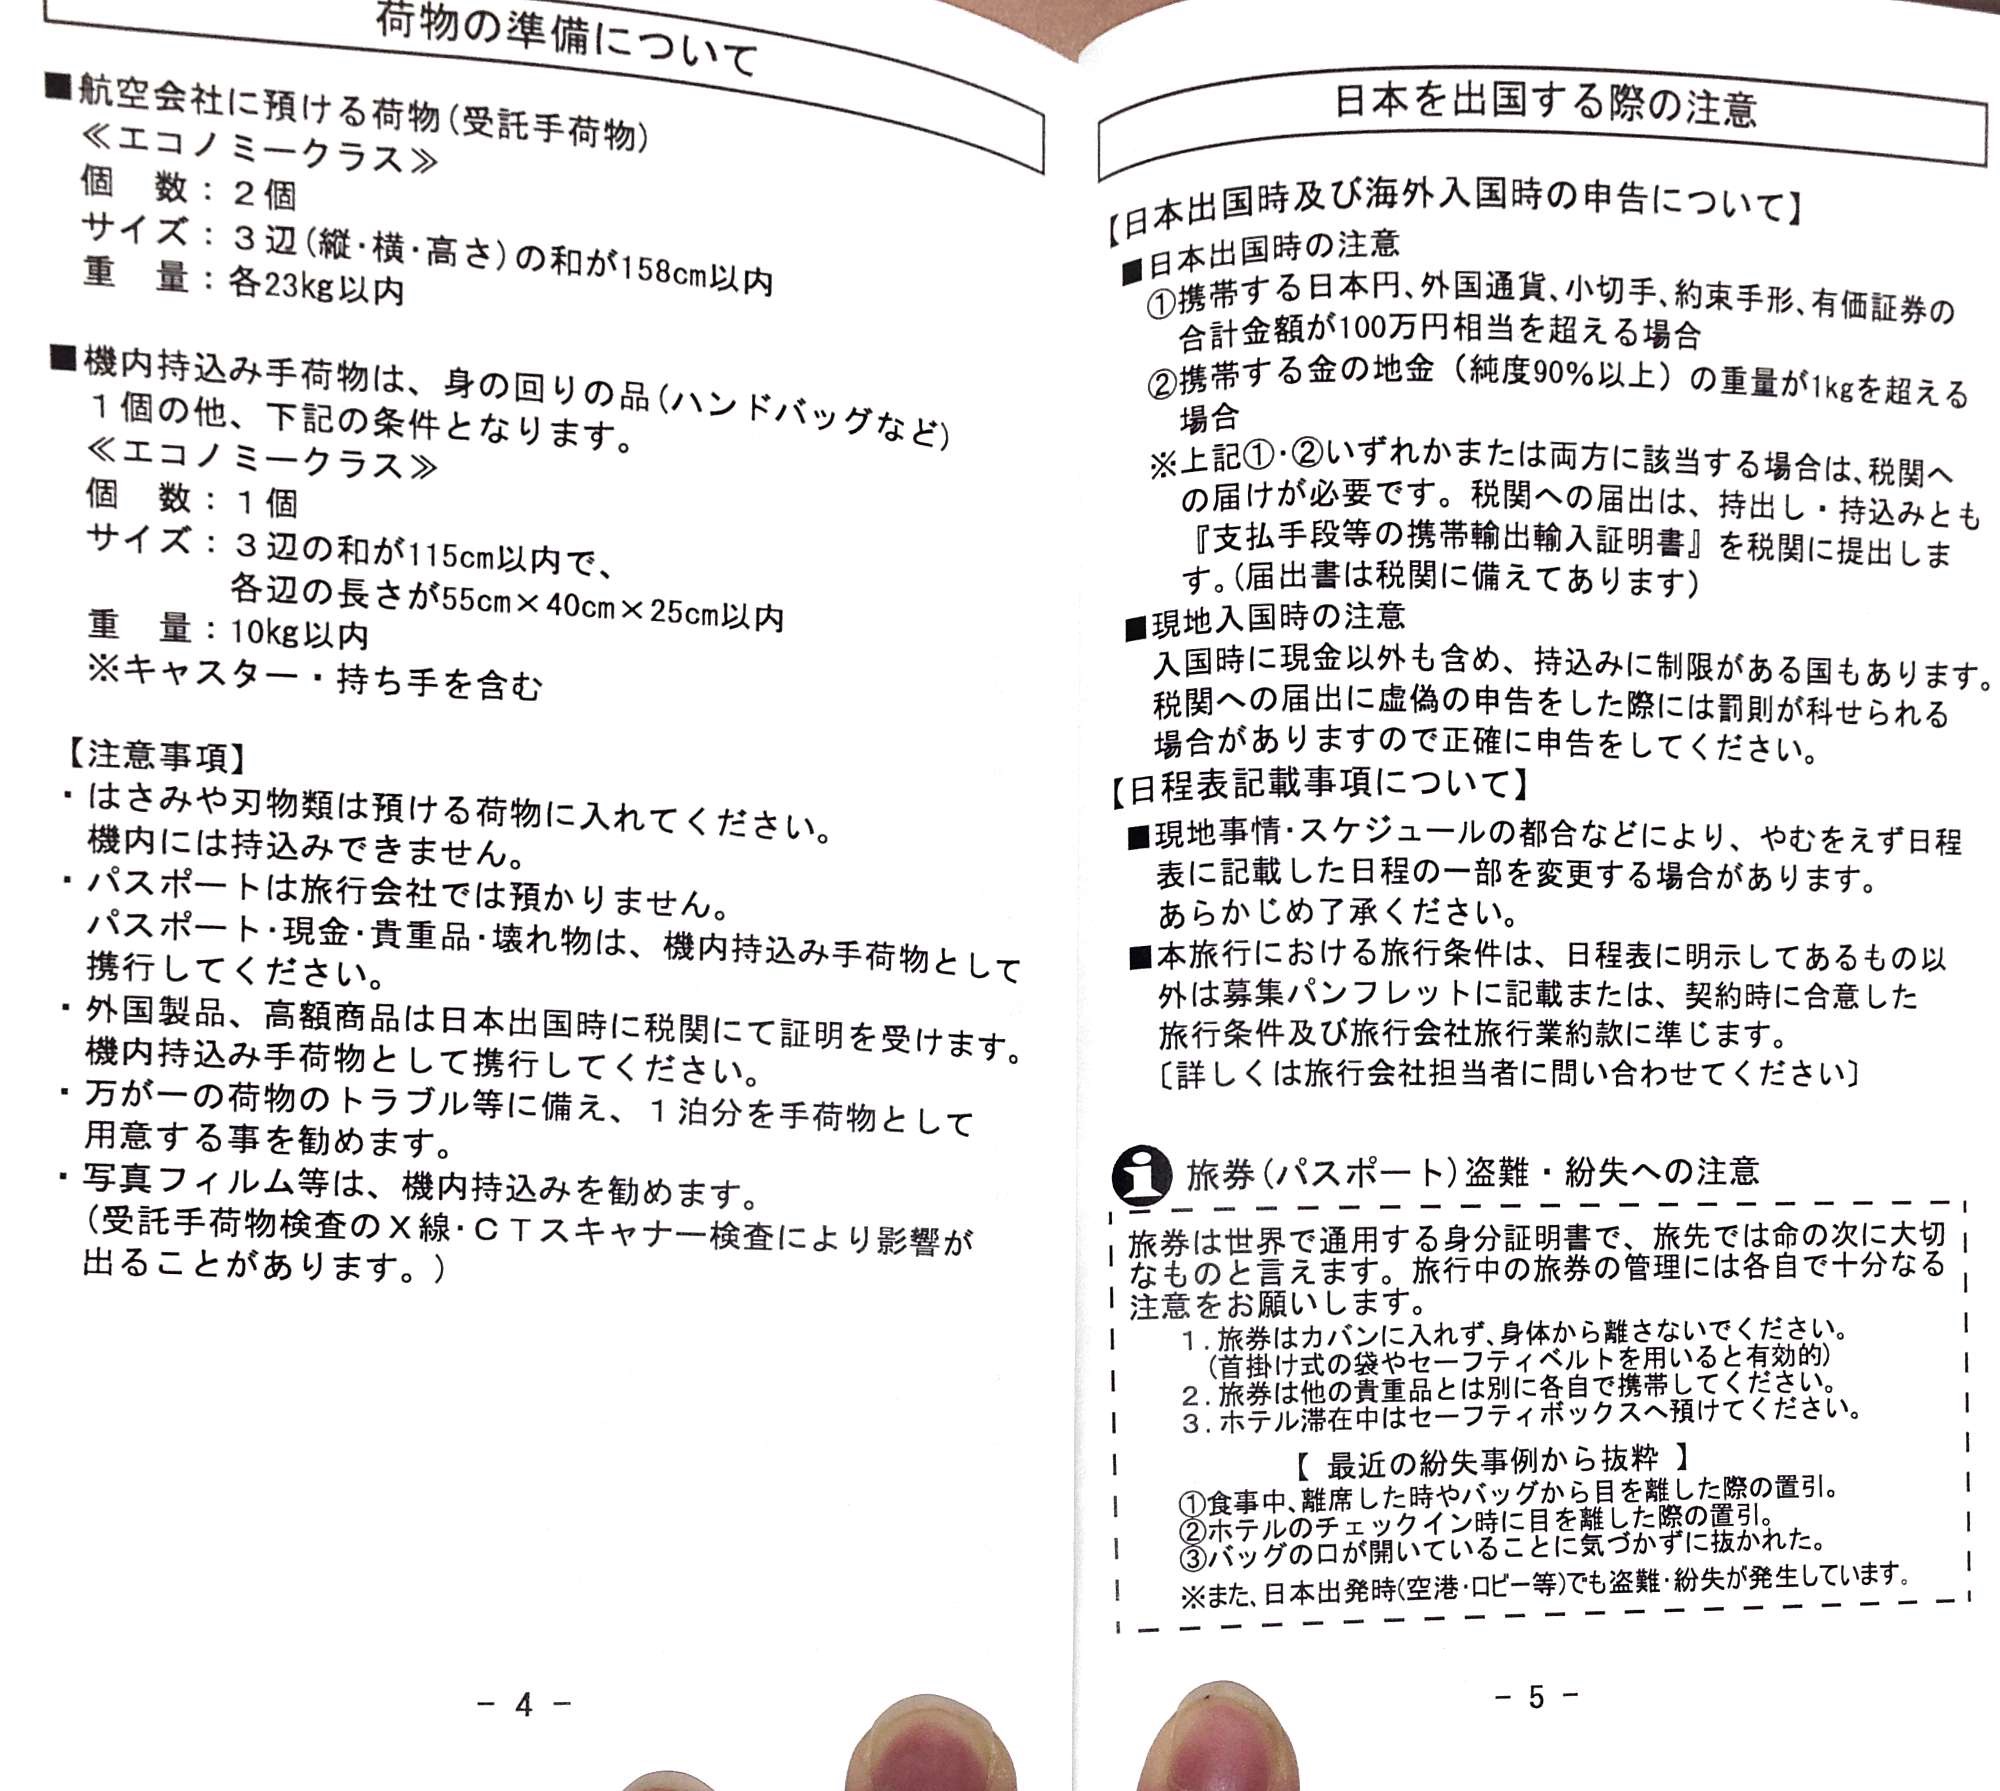 荷物の準備について
■航空会社に預ける荷物(受託手荷物)
≪エコノミークラス≫
個　数：２個
サイズ：３辺(縦・横・高さ)の和が158cm以内
重　量：各23kg以内
■機内持込み手荷物は、身の回りの品(ハンドバッグなど)
１個の他、下記の条件となります。
≪エコノミークラス≫
個　数：１個
サイズ：３辺の和が115cm以内で、
各辺の長さが55cm×40cm×25cm以内
重　量：10kg以内
※キャスター・持ち手を含む
【注意事項】
・はさみや刃物類は預ける荷物に入れてください。
機内には持込みできません。
・パスポートは旅行会社では預かりません。
パスポート・現金・貴重品・壊れ物は、機内持込み手荷物として
携行してください。
・外国製品、高額商品は日本出国時に税関にて証明を受けます。
機内持込み手荷物として携行してください。
・万が一の荷物のトラブル等に備え、１泊分を手荷物として
用意する事を勧めます。
・写真フィルム等は、機内持込みを勧めます。
(受託手荷物検査のＸ線・ＣＴスキャナー検査により影響が
出ることがあります。)
- 4 -
日本を出国する際の注意
【日本出国時及び海外入国時の申告について】
■日本出国時の注意
①携帯する日本円、外国通貨、小切手、約束手形、有価証券の
合計金額が100万円相当を超える場合
②携帯する金の地金（純度90%以上）の重量が1kgを超える
場合
※上記①・②いずれかまたは両方に該当する場合は、税関へ
の届けが必要です。税関への届出は、持出し・持込みとも
『支払手段等の携帯輸出輸入証明書』を税関に提出しま
す。(届出書は税関に備えてあります)
■現地入国時の注意
入国時に現金以外も含め、持込みに制限がある国もあります。
税関への届出に虚偽の申告をした際には罰則が科せられる
場合がありますので正確に申告をしてください。
【日程表記載事項について】
■現地事情・スケジュールの都合などにより、やむをえず日程
表に記載した日程の一部を変更する場合があります。
あらかじめ了承ください。
■本旅行における旅行条件は、日程表に明示してあるもの以
外は募集パンフレットに記載または、契約時に合意した
旅行条件及び旅行会社旅行業約款に準じます。
〔詳しくは旅行会社担当者に問い合わせてください〕
i 旅券(パスポート)盗難・紛失への注意
旅券は世界で通用する身分証明書で、旅先では命の次に大切
なものと言えます。旅行中の旅券の管理には各自で十分なる
注意をお願いします。
１.旅券はカバンに入れず、身体から離さないでください。
(首掛け式の袋やセーフティベルトを用いると有効的)
２.旅券は他の貴重品とは別に各自で携帯してください。
３.ホテル滞在中はセーフティボックスへ預けてください。
【 最近の紛失事例から抜粋 】
①食事中、離席した時やバッグから目を離した際の置引。
②ホテルのチェックイン時に目を離した際の置引。
③バッグの口が開いていることに気づかずに抜かれた。
※また、日本出発時(空港・ロビー等)でも盗難・紛失が発生しています。
- 5 -